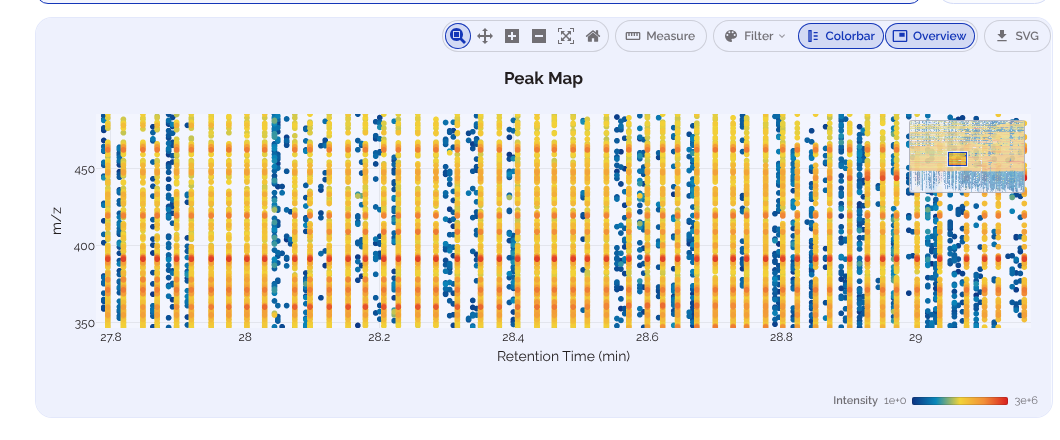 Measure Filter Colorbar Overview SVG
Peak Map
450
400
350
m/z
27.8 28 28.2 28.4 28.6 28.8 29
Retention Time (min)
Intensity 1e+0 3e+6